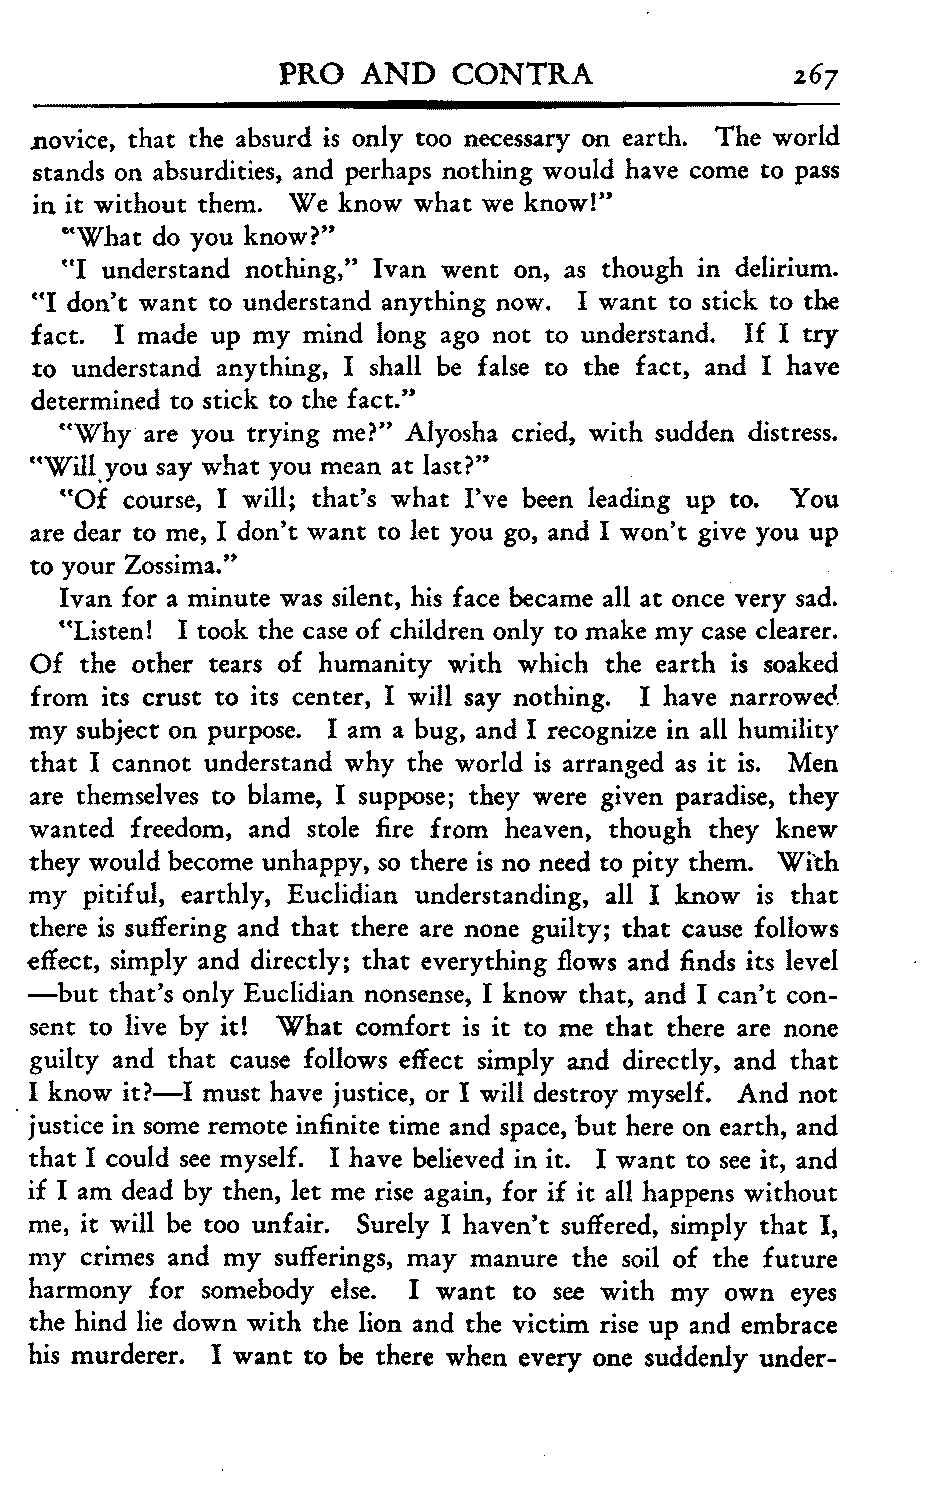 PRO AND CONTRA 267
novice, that the absurd is only too necessary on earth. The world
stands on absurdities, and perhaps nothing would have come to pass
in it without them. We know what we know!"
"What do you know?"
"I understand nothing," Ivan went on, as though in delirium.
"I don't want to understand anything now. I want to stick to the
fact. I made up my mind long ago not to understand. If I try
to understand anything, I shall be false to the fact, and I have
determined to stick to the fact."
"Why are you trying me?" Alyosha cried, with sudden distress.
"Will you say what you mean at last?"
"Of course, I will; that's what I've been leading up to. You
are dear to me, I don't want to let you go, and I won't give you up
to your Zossima."
Ivan for a minute was silent, his face became all at once very sad.
"Listen! I took the case of children only to make my case clearer.
Of the other tears of humanity with which the earth is soaked
from its crust to its center, I will say nothing. I have narrowed
my subject on purpose. I am a bug, and I recognize in all humility
that I cannot understand why the world is arranged as it is. Men
are themselves to blame, I suppose; they were given paradise, they
wanted freedom, and stole fire from heaven, though they knew
they would become unhappy, so there is no need to pity them. With
my pitiful, earthly, Euclidian understanding, all I know is that
there is suffering and that there are none guilty; that cause follows
effect, simply and directly; that everything flows and finds its level
—but that's only Euclidian nonsense, I know that, and I can't con-
sent to live by it! What comfort is it to me that there are none
guilty and that cause follows effect simply and directly, and that
I know it?—I must have justice, or I will destroy myself. And not
justice in some remote infinite time and space, but here on earth, and
that I could see myself. I have believed in it. I want to see it, and
if I am dead by then, let me rise again, for if it all happens without
me, it will be too unfair. Surely I haven't suffered, simply that I,
my crimes and my sufferings, may manure the soil of the future
harmony for somebody else. I want to see with my own eyes
the hind lie down with the lion and the victim rise up and embrace
his murderer. I want to be there when every one suddenly under-